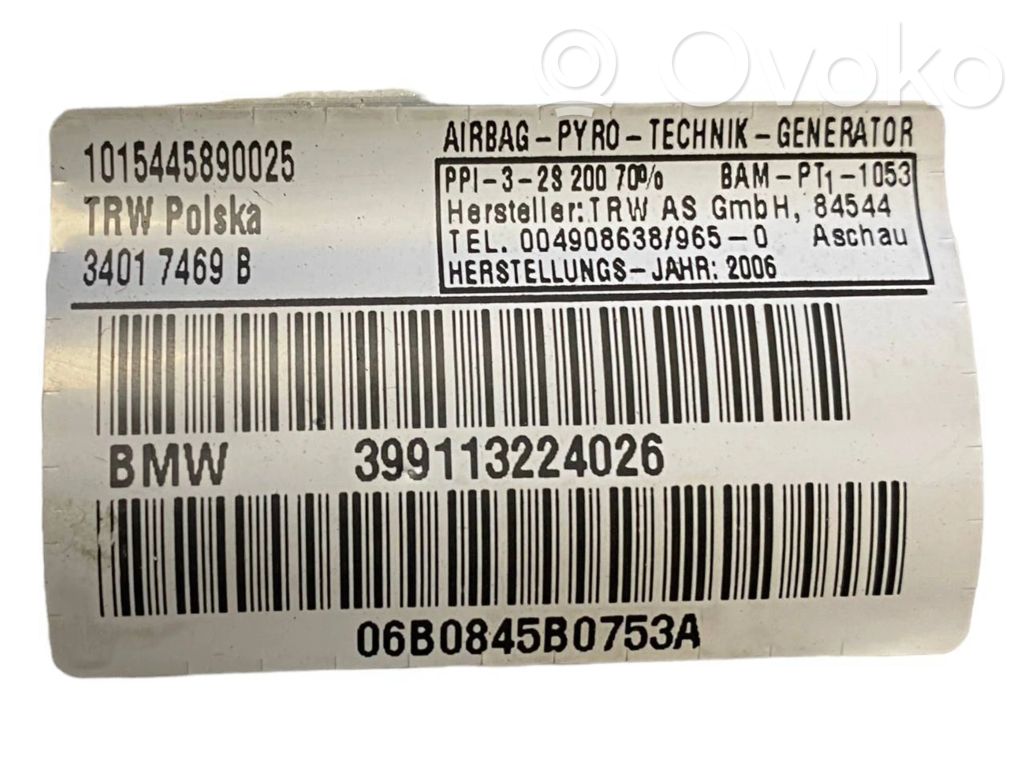 Ovoko
1015445890025
TRW Polska
3401 7469 B
AIRBAG-PYRO-TECHNIK-GENERATOR
PPI-3-2S 200 70% BAM-PT1-1053
Hersteller: TRW AS GmbH, 84544
TEL. 004908638/965-0 Aschau
HERSTELLUNGS-JAHR: 2006
BMW 399113224026
06B0845B0753A